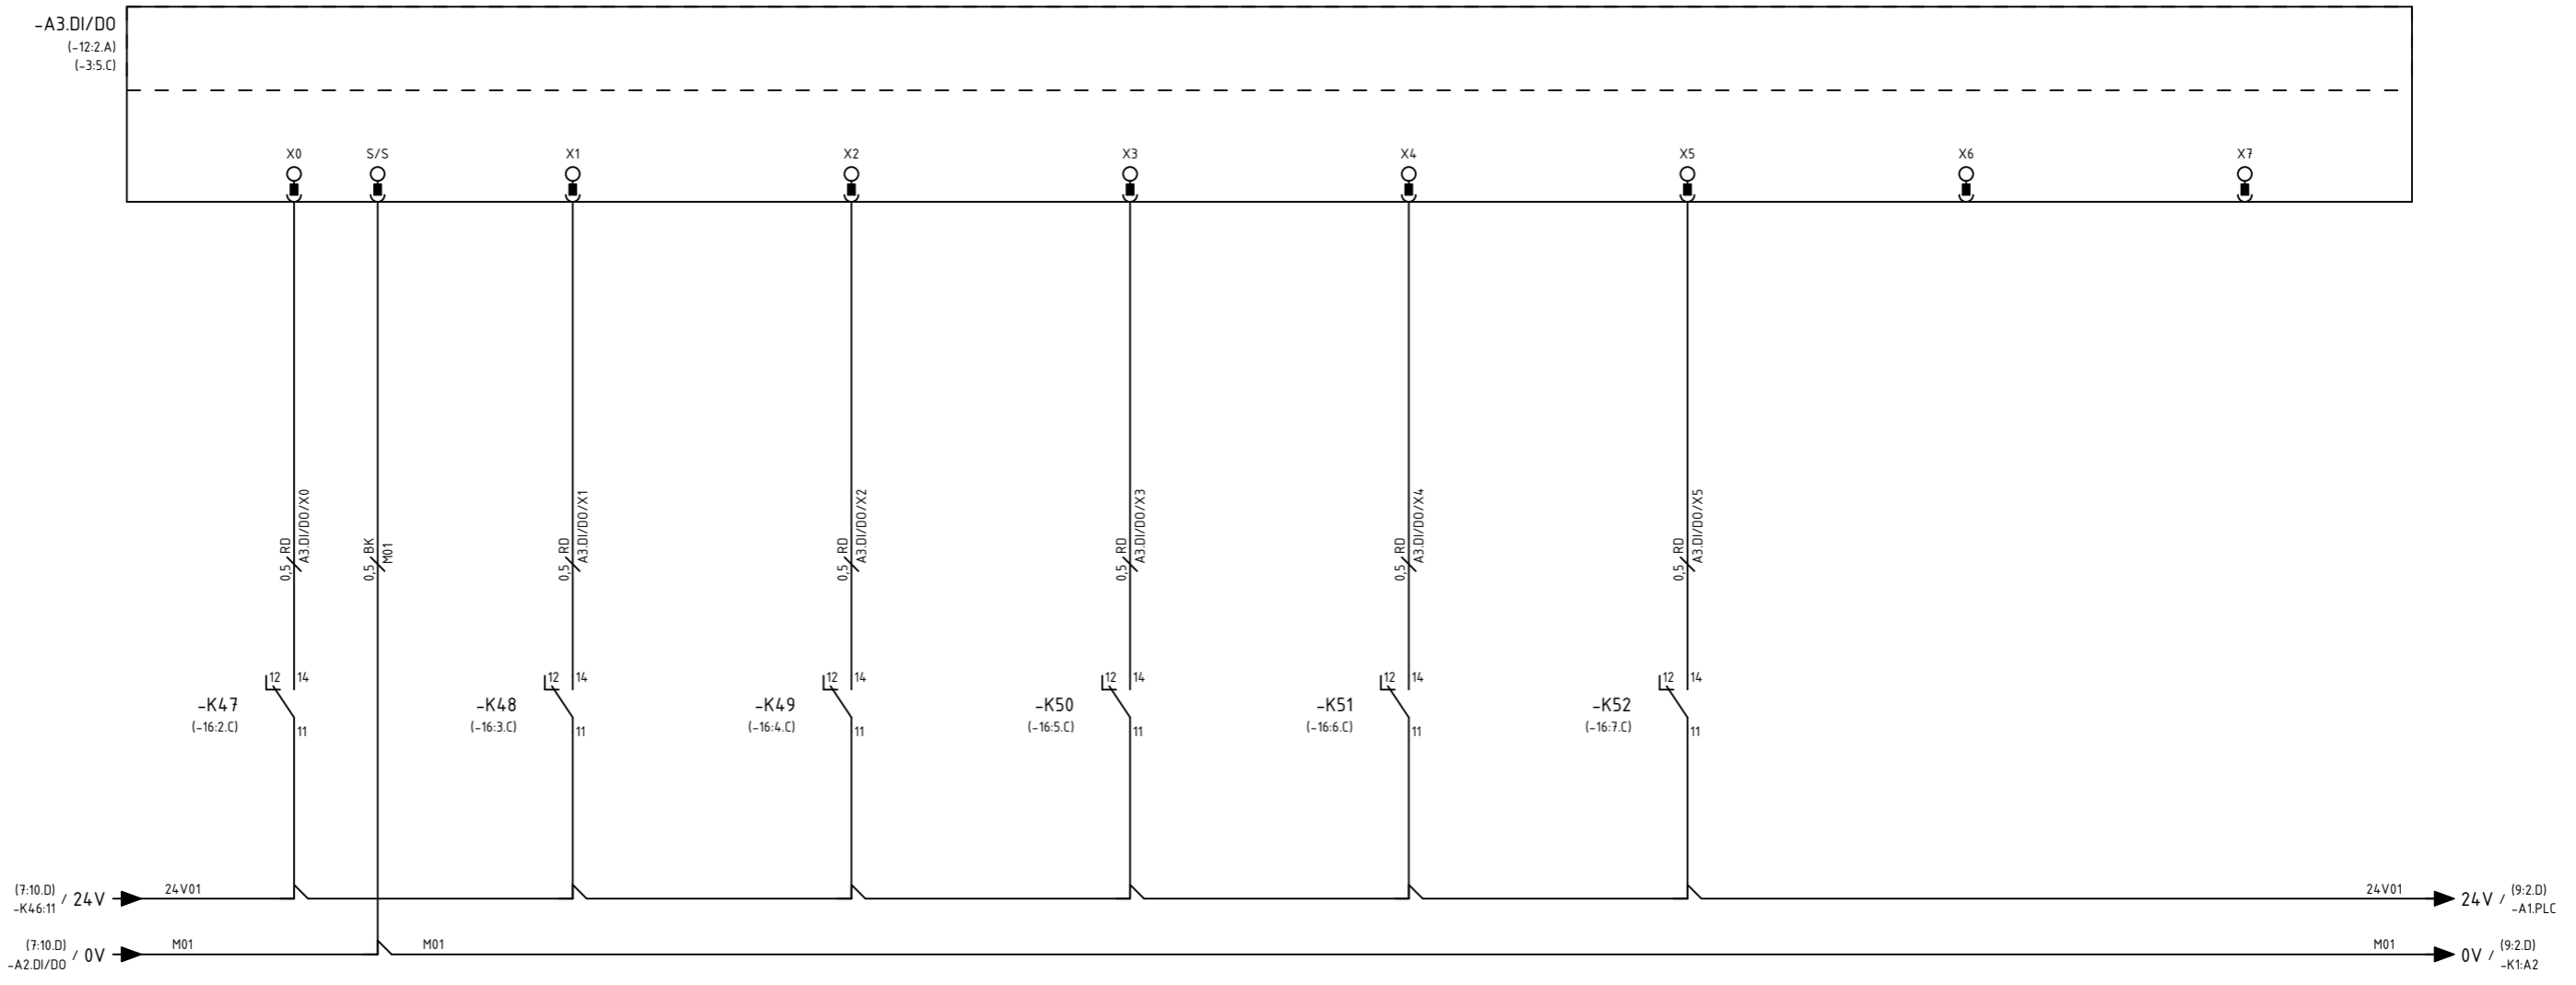 -A3.DI/DO
(-12:2.A)
(-3:5.C)
X0 S/S X1 X2 X3 X4 X5 X6 X7
0,5 RD
A3.DI/DO/X0
0,5 BK
M01
0,5 RD
A3.DI/DO/X1
0,5 RD
A3.DI/DO/X2
0,5 RD
A3.DI/DO/X3
0,5 RD
A3.DI/DO/X4
0,5 RD
A3.DI/DO/X5
12 14
-K47
(-16:2.C)
11
12 14
-K48
(-16:3.C)
11
12 14
-K49
(-16:4.C)
11
12 14
-K50
(-16:5.C)
11
12 14
-K51
(-16:6.C)
11
12 14
-K52
(-16:7.C)
11
(7:10.D)
-K46:11
/ 24V
24V01
24V01
24V /
(9:2.D)
-A1.PLC
(7:10.D)
-A2.DI/DO
/ 0V
M01
M01
M01
0V /
(9:2.D)
-K1:A2